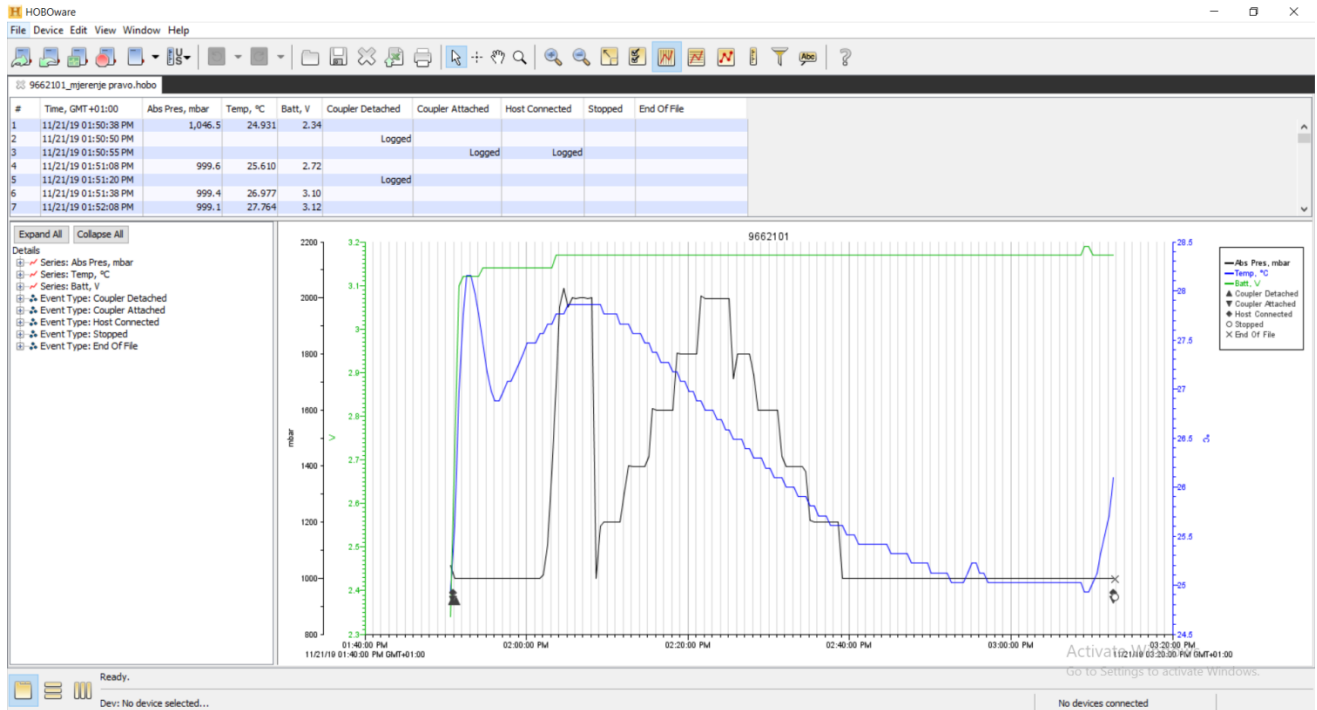 HOBOware
File Device Edit View Window Help
9662101_mjerenje pravo.hobo
# Time, GMT+01:00 Abs Pres, mbar Temp, °C Batt, V Coupler Detached Coupler Attached Host Connected Stopped End Of File
1 11/21/19 01:50:38 PM 1,046.5 24.931 2.34
2 11/21/19 01:50:50 PM Logged
3 11/21/19 01:50:55 PM Logged Logged
4 11/21/19 01:51:08 PM 999.6 25.610 2.72
5 11/21/19 01:51:20 PM Logged
6 11/21/19 01:51:38 PM 999.4 26.977 3.10
7 11/21/19 01:52:08 PM 999.1 27.764 3.12
Expand All Collapse All
Details
Series: Abs Pres, mbar
Series: Temp, °C
Series: Batt, V
Event Type: Coupler Detached
Event Type: Coupler Attached
Event Type: Host Connected
Event Type: Stopped
Event Type: End Of File
9662101
2200
2000
1800
1600
1400
1200
1000
800
mbar
3.2
3.1
3
2.9
2.8
2.7
2.6
2.5
2.4
2.3
V
28.5
28
27.5
27
26.5
26
25.5
25
24.5
°C
Abs Pres, mbar
Temp, °C
Batt, V
Coupler Detached
Coupler Attached
Host Connected
Stopped
End Of File
01:40:00 PM 02:00:00 PM 02:20:00 PM 02:40:00 PM 03:00:00 PM 03:20:00 PM
11/21/19 01:40:00 PM GMT+01:00 11/21/19 03:20:00 PM GMT+01:00
Go to Settings to activate Windows.
Ready.
Dev: No device selected... No devices connected